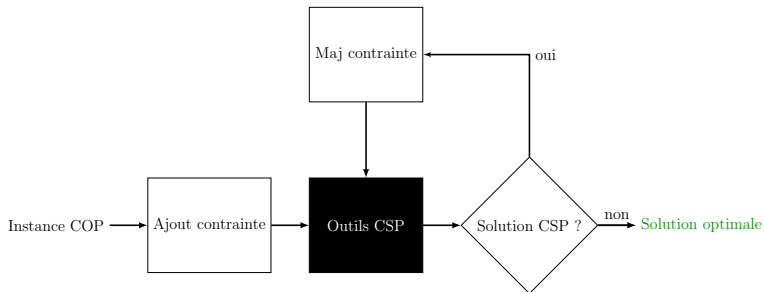 Maj contrainte
oui
Instance COP
Ajout contrainte
Outils CSP
Solution CSP ?
non
Solution optimale